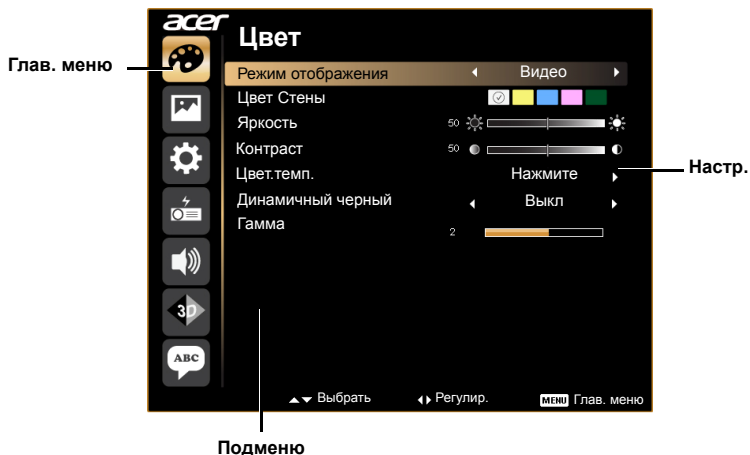 acer
Цвет
Глав. меню
Режим отображения Видео
Цвет Стены
Яркость 50
Контраст 50
Цвет.темп. Нажмите
Настр.
Динамичный черный Выкл
Гамма 2
3D
ABC
Выбрать Регулир. MENU Глав. меню
Подменю